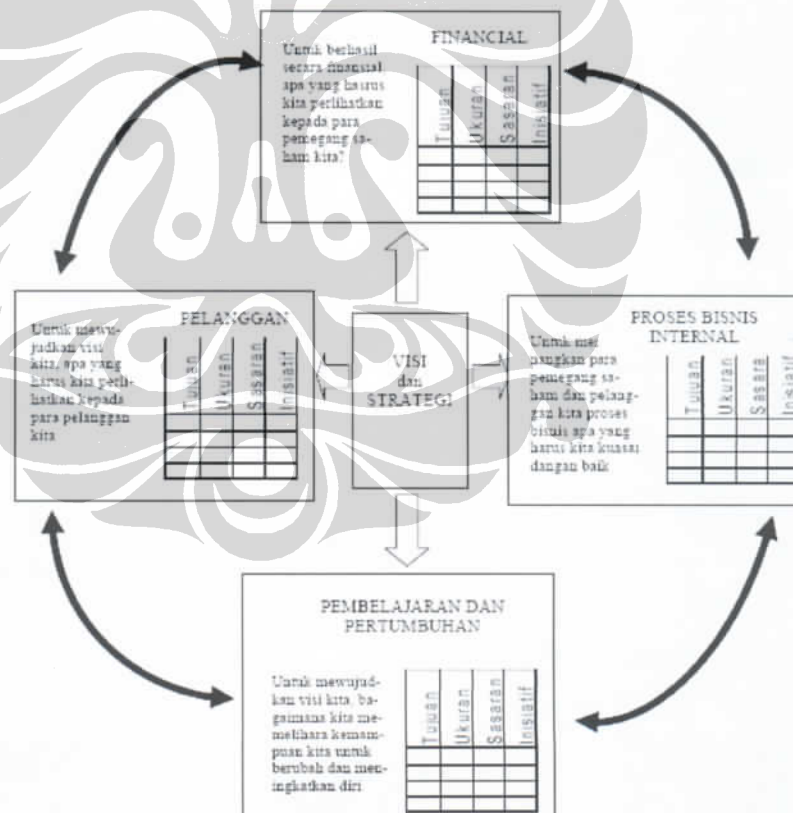 FINANCIAL
Untuk berhasil
secara finansial,
apa yang harus
kita perlihatkan
kepada para
pemegang sa-
ham kita?
Tujuan
Ukuran
Sasaran
Inisiatif
PELANGGAN
Untuk mewu-
judkan visi
kita, apa yang
harus kita perli-
hatkan kepada
para pelanggan
kita
Tujuan
Ukuran
Sasaran
Inisiatif
VISI
dan
STRATEGI
PROSES BISNIS
INTERNAL
Untuk me
nangkan para
pemegang sa-
ham dan pelang-
gan kita proses
bisnis apa yang
harus kita kuasai
dangan baik
Tujuan
Ukuran
Sasara
Inisiatif
PEMBELAJARAN DAN
PERTUMBUHAN
Untuk mewujud-
kan visi kita, ba-
gaimana kita me-
melihara kemam-
puan kita untuk
berubah dan men-
ingkatkan diri
Tujuan
Ukuran
Sasaran
Inisiatif